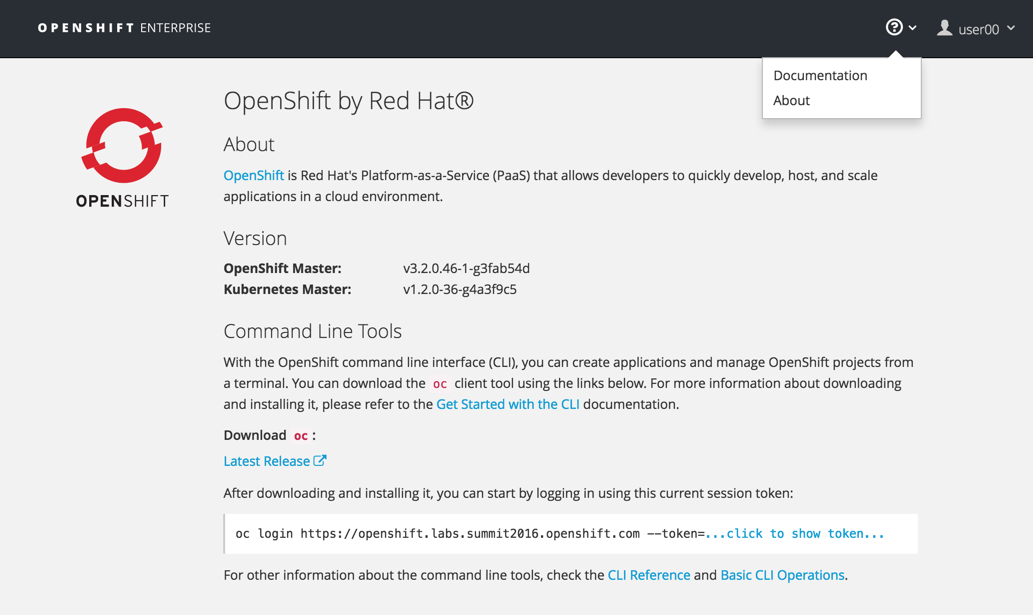 OPENSHIFT ENTERPRISE
user00
Documentation
About
OPENSHIFT
OpenShift by Red Hat®
About
OpenShift is Red Hat's Platform-as-a-Service (PaaS) that allows developers to quickly develop, host, and scale
applications in a cloud environment.
Version
OpenShift Master: v3.2.0.46-1-g3fab54d
Kubernetes Master: v1.2.0-36-g4a3f9c5
Command Line Tools
With the OpenShift command line interface (CLI), you can create applications and manage OpenShift projects from
a terminal. You can download the oc client tool using the links below. For more information about downloading
and installing it, please refer to the Get Started with the CLI documentation.
Download oc :
Latest Release
After downloading and installing it, you can start by logging in using this current session token:
oc login https://openshift.labs.summit2016.openshift.com --token=...click to show token...
For other information about the command line tools, check the CLI Reference and Basic CLI Operations.